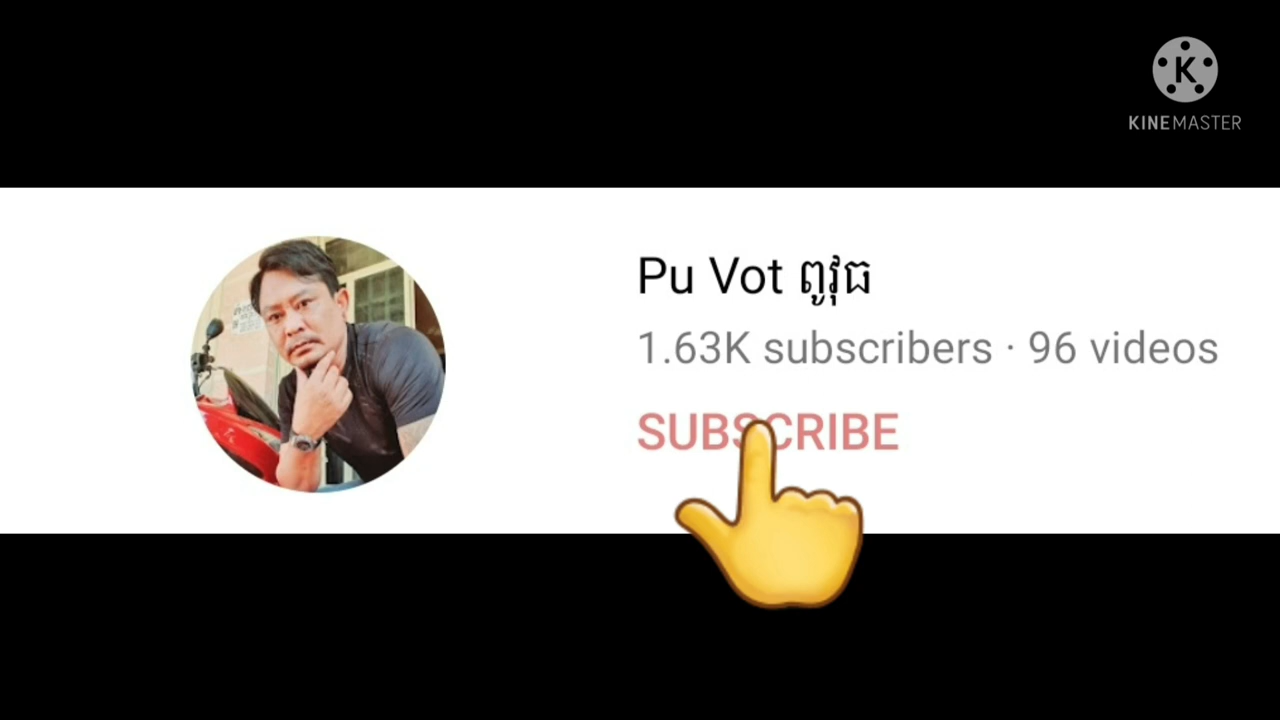 K
KINEMASTER
Pu Vot ពូវុធ
1.63K subscribers · 96 videos
SUBSCRIBE